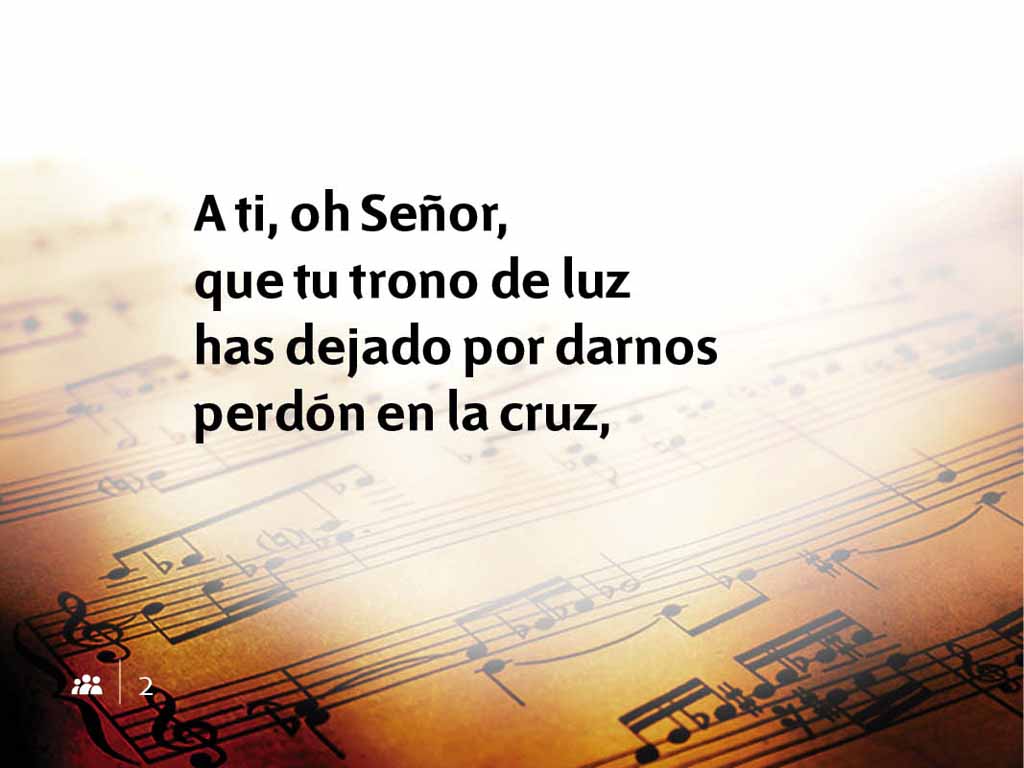 A ti, oh Señor,
que tu trono de luz
has dejado por darnos
perdón en la cruz,
2